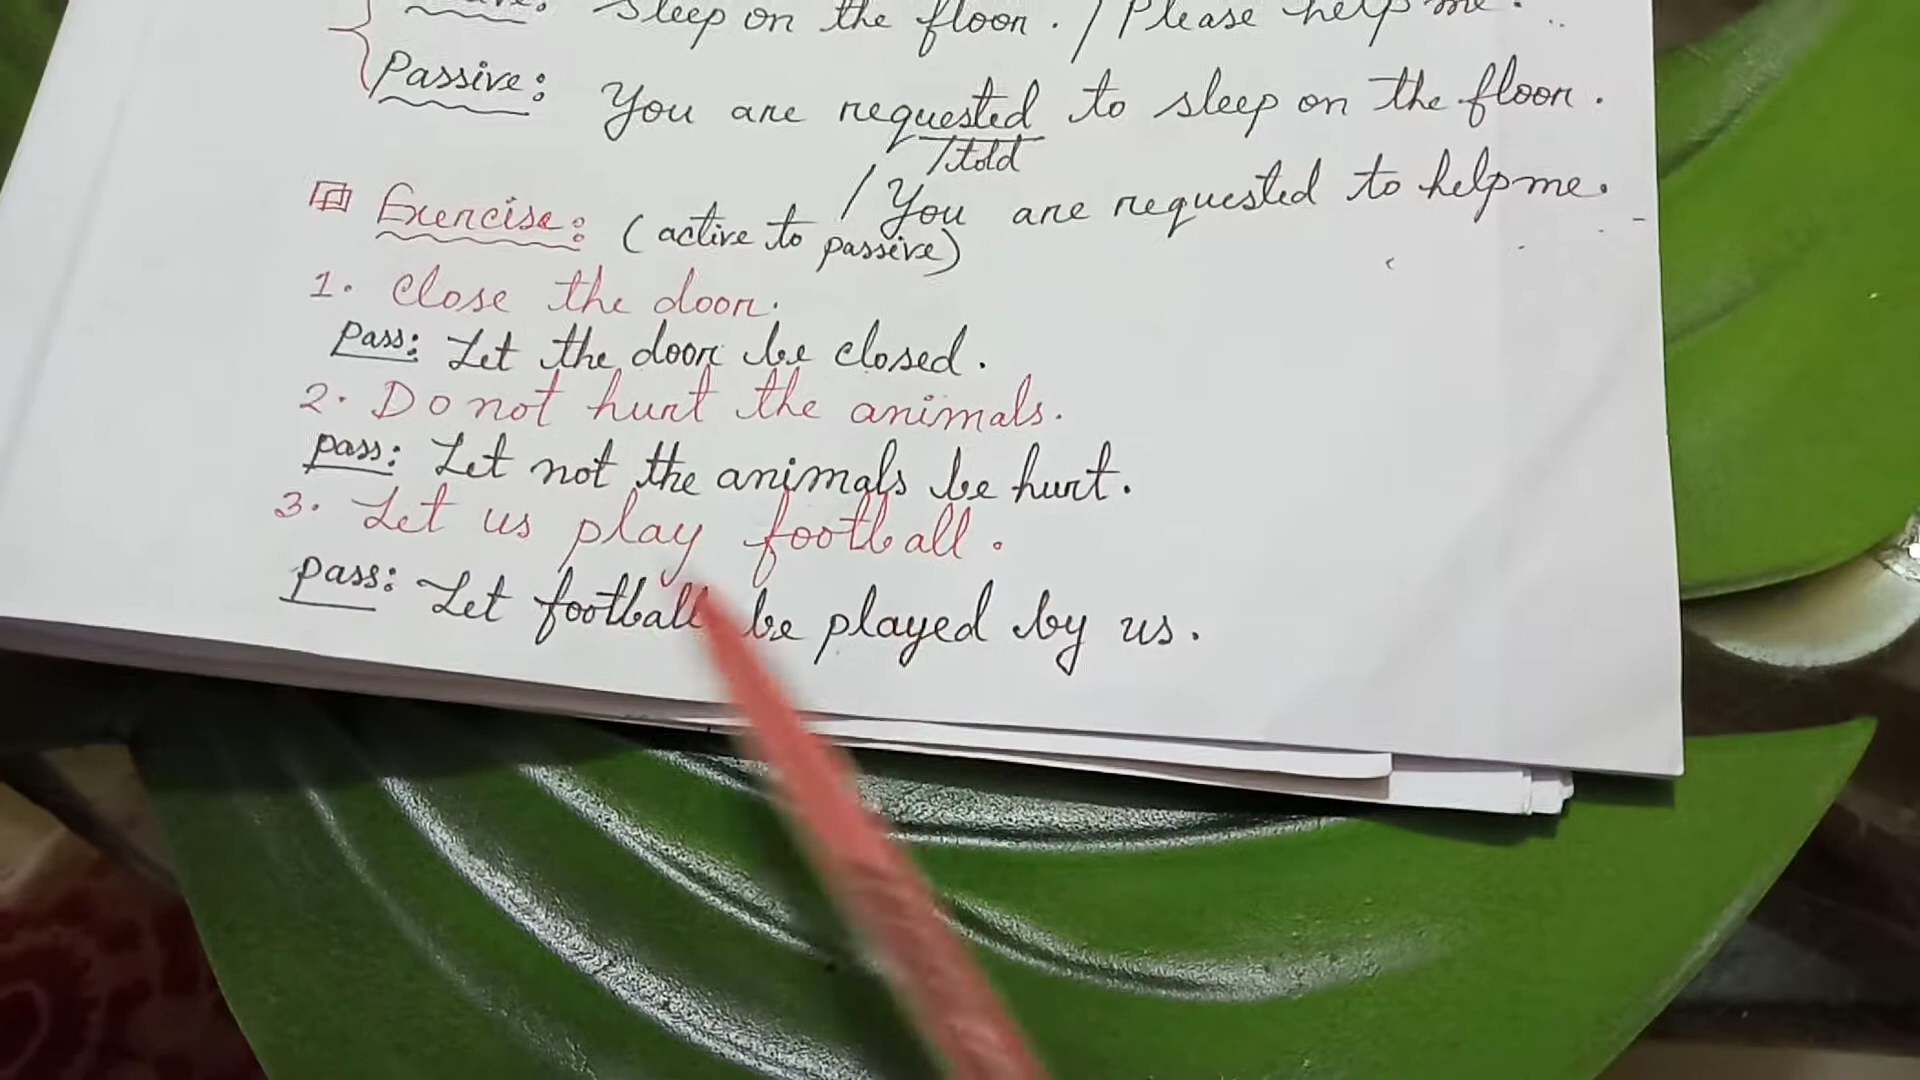 Sleep on the floor. / Please help me.
Passive: You are requested to sleep on the floor.
/told
/ You are requested to help me.
Exercise: (active to passive)
1. Close the door.
Pass: Let the door be closed.
2. Do not hurt the animals.
Pass: Let not the animals be hurt.
3. Let us play football.
Pass: Let football be played by us.